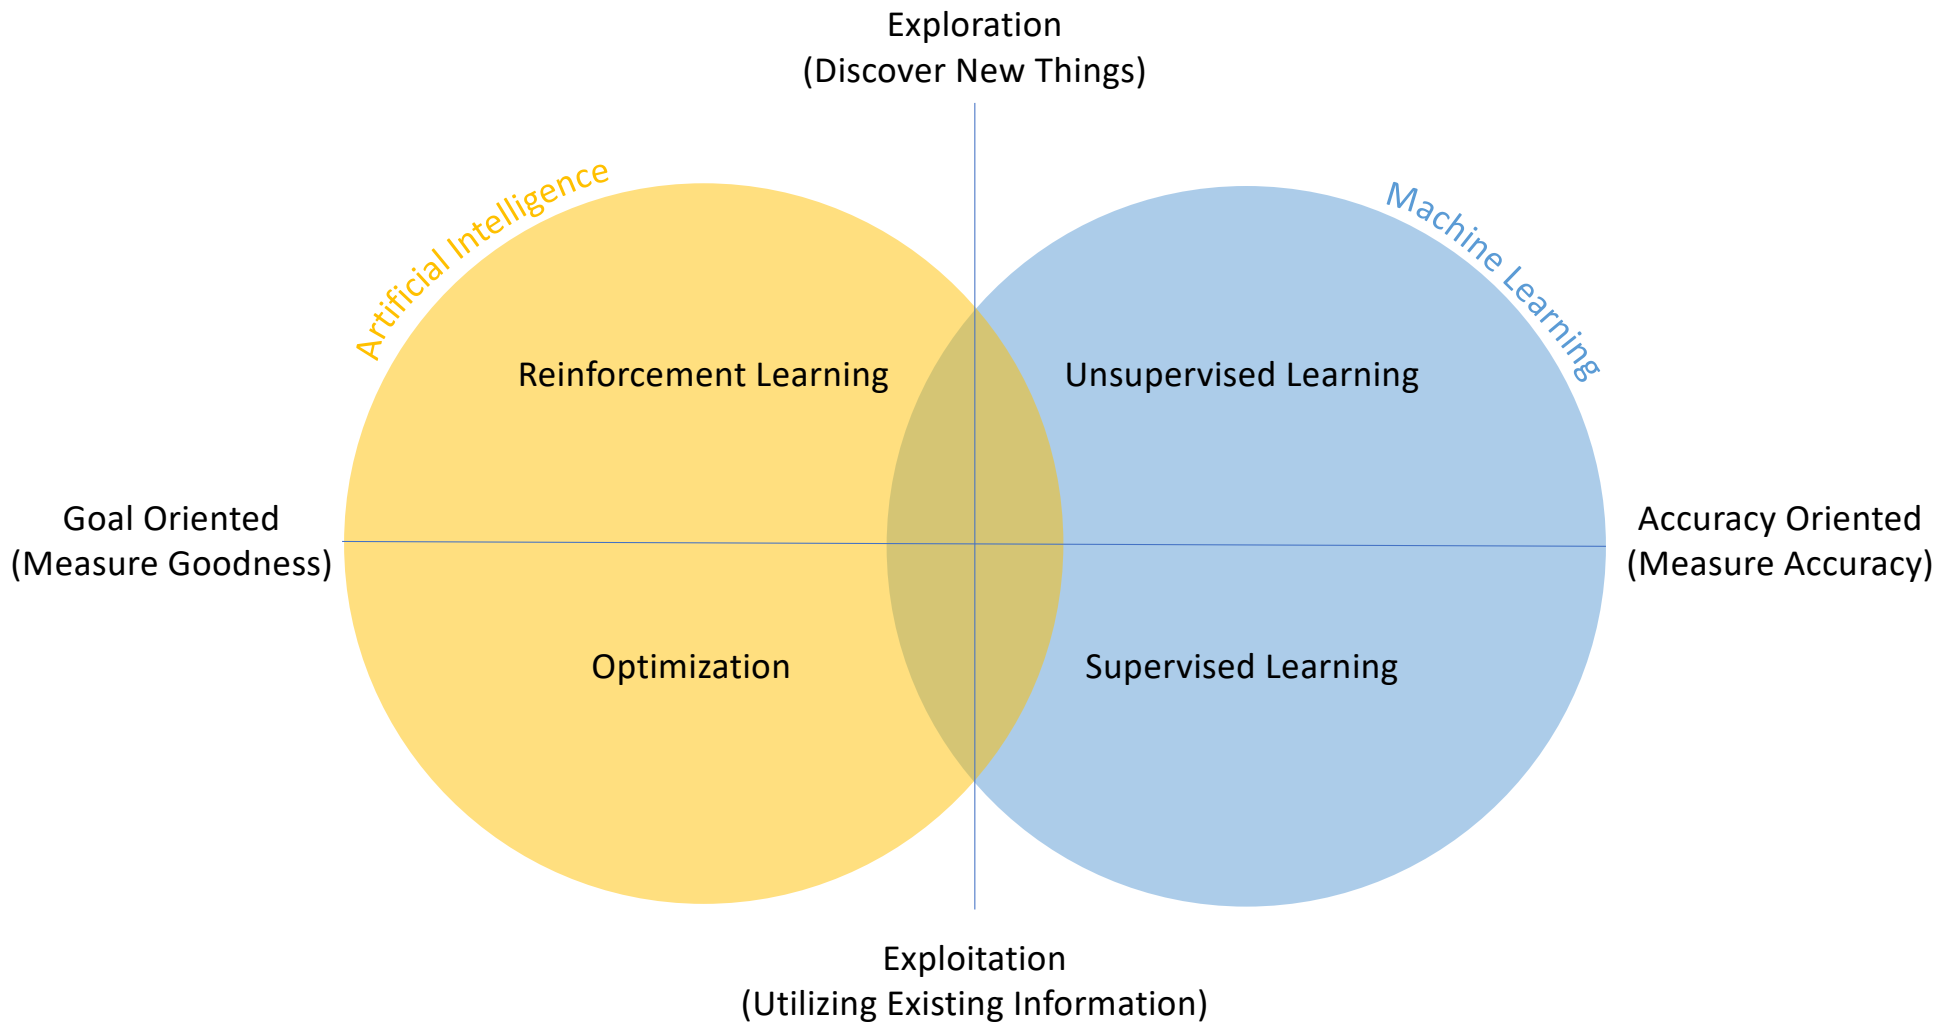 Exploration
(Discover New Things)
Artificial Intelligence
Machine Learning
Reinforcement Learning
Unsupervised Learning
Goal Oriented
(Measure Goodness)
Accuracy Oriented
(Measure Accuracy)
Optimization
Supervised Learning
Exploitation
(Utilizing Existing Information)